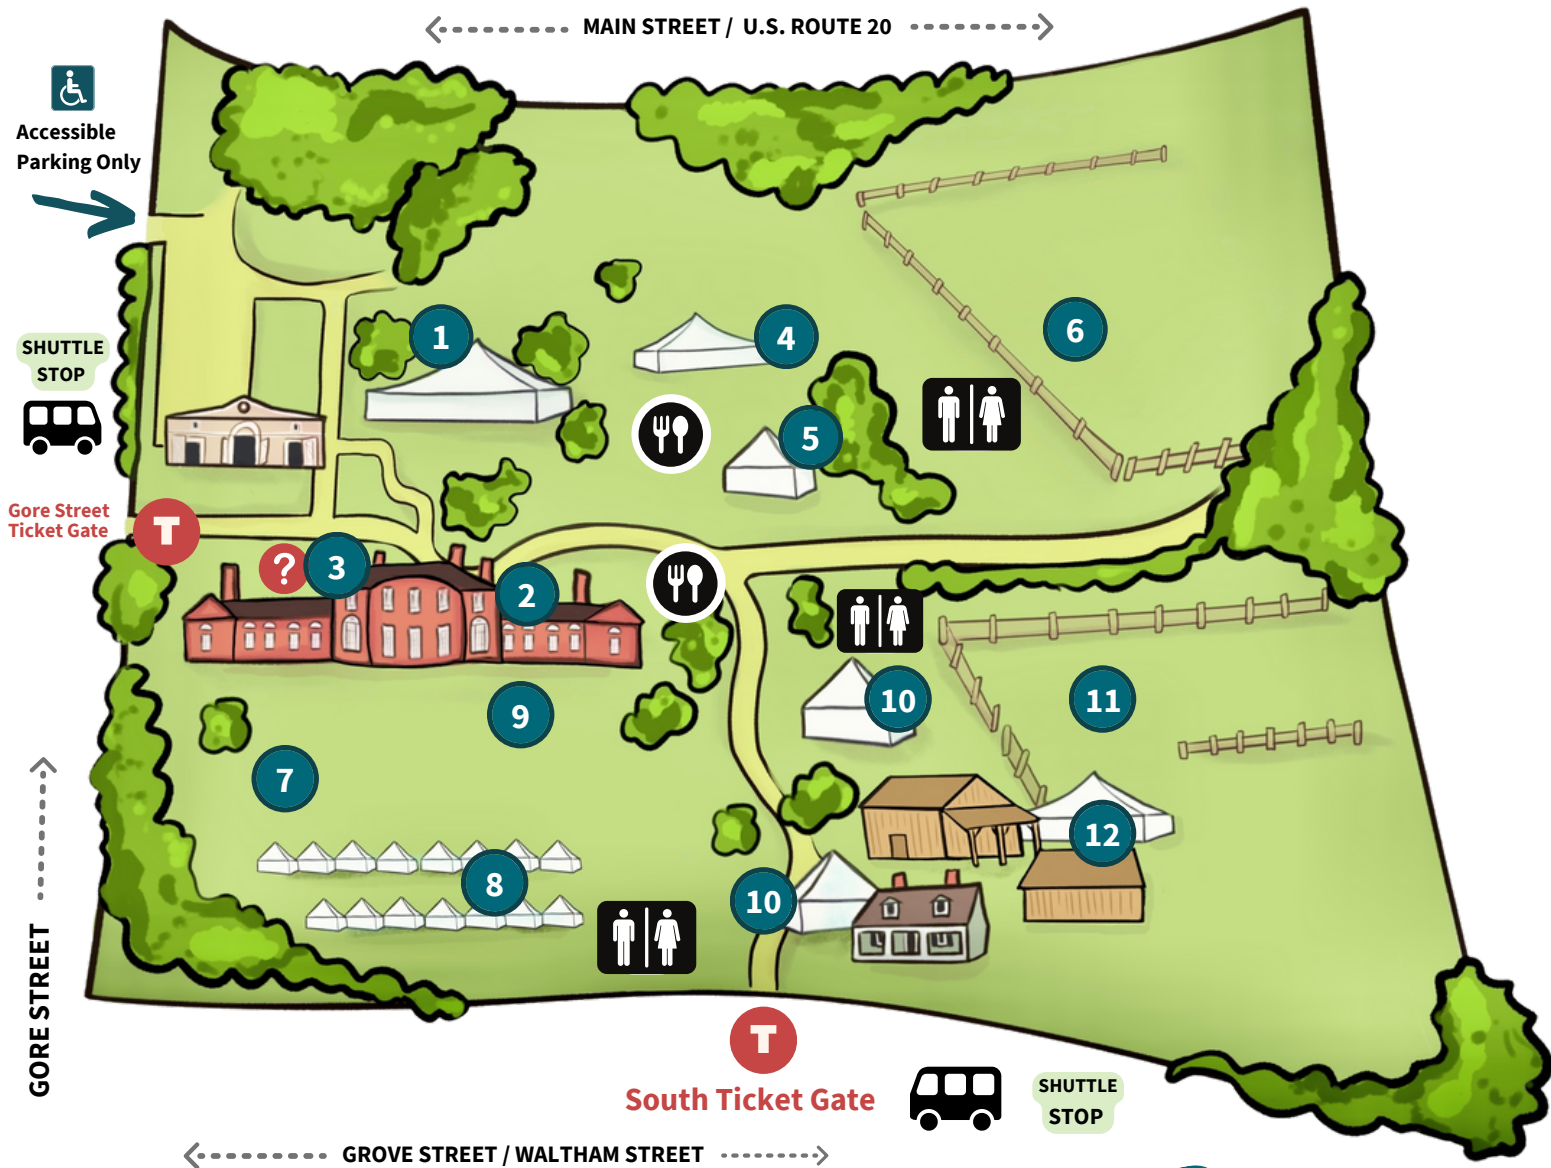 MAIN STREET / U.S. ROUTE 20
Accessible
Parking Only
SHUTTLE
STOP
1
4
6
5
Gore Street
Ticket Gate
T
?
3
2
10
11
9
7
12
8
10
GORE STREET
T
South Ticket Gate
SHUTTLE
STOP
GROVE STREET / WALTHAM STREET